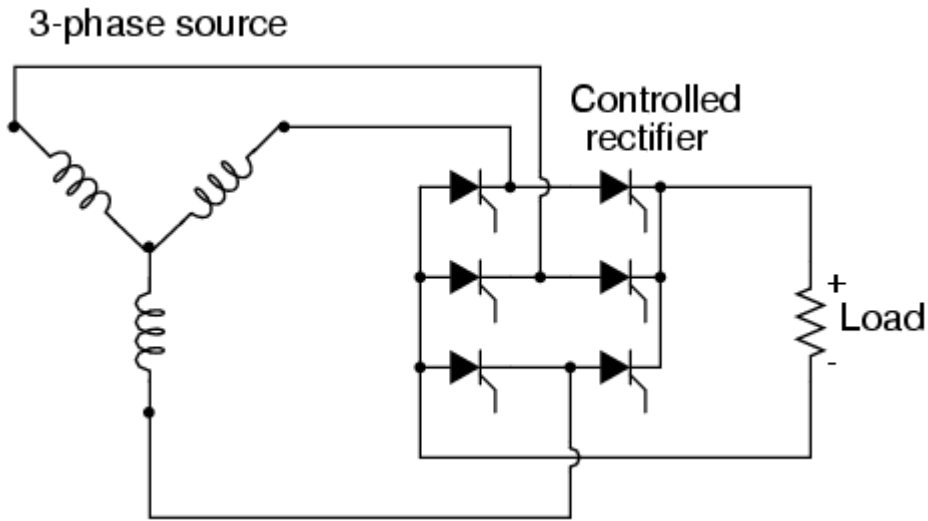 3-phase source
Controlled
rectifier
+
Load
-